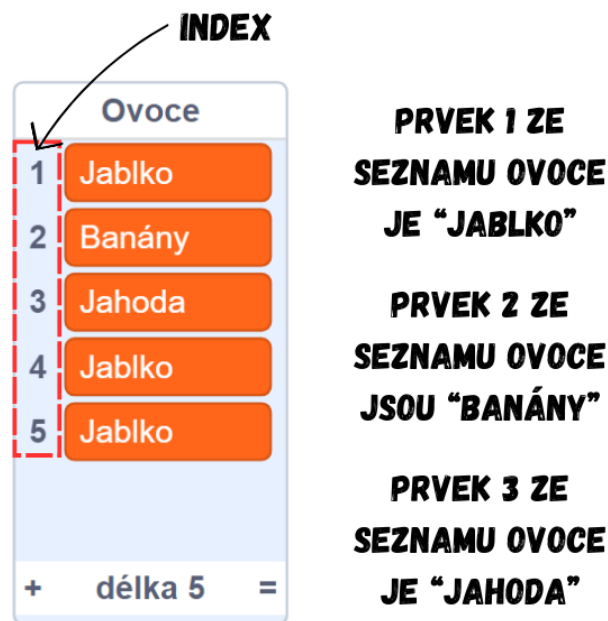 INDEX
Ovoce
1 Jablko
2 Banány
3 Jahoda
4 Jablko
5 Jablko
+ délka 5 =
PRVEK 1 ZE
SEZNAMU OVOCE
JE “JABLKO”
PRVEK 2 ZE
SEZNAMU OVOCE
JSOU “BANÁNY”
PRVEK 3 ZE
SEZNAMU OVOCE
JE “JAHODA”